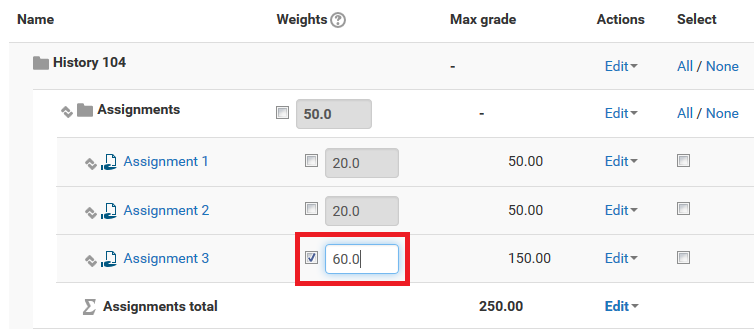 Name Weights ? Max grade Actions Select
History 104 - Edit All / None
Assignments 50.0 - Edit All / None
Assignment 1 20.0 50.00 Edit
Assignment 2 20.0 50.00 Edit
Assignment 3 60.0 150.00 Edit
Σ Assignments total 250.00 Edit